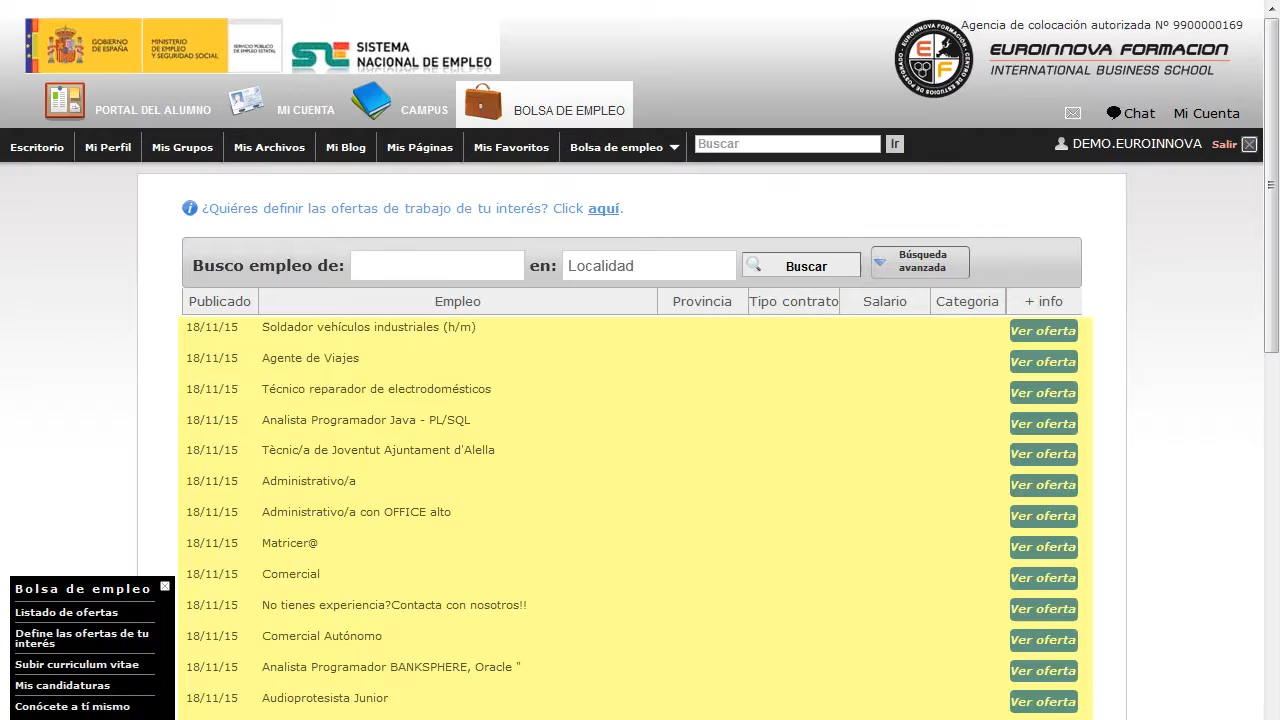 GOBIERNO DE ESPAÑA
MINISTERIO DE EMPLEO Y SEGURIDAD SOCIAL
SERVICIO PÚBLICO DE EMPLEO ESTATAL
SISTEMA NACIONAL DE EMPLEO
Agencia de colocación autorizada Nº 9900000169
EUROINNOVA FORMACION
INTERNATIONAL BUSINESS SCHOOL
PORTAL DEL ALUMNO
MI CUENTA
CAMPUS
BOLSA DE EMPLEO
Chat
Mi Cuenta
Escritorio
Mi Perfil
Mis Grupos
Mis Archivos
Mi Blog
Mis Páginas
Mis Favoritos
Bolsa de empleo
Buscar
Ir
DEMO.EUROINNOVA
Salir
¿Quiéres definir las ofertas de trabajo de tu interés? Click aquí.
Busco empleo de:
en:
Localidad
Buscar
Búsqueda avanzada
Publicado Empleo Provincia Tipo contrato Salario Categoria + info
18/11/15 Soldador vehículos industriales (h/m) Ver oferta
18/11/15 Agente de Viajes Ver oferta
18/11/15 Técnico reparador de electrodomésticos Ver oferta
18/11/15 Analista Programador Java - PL/SQL Ver oferta
18/11/15 Tècnic/a de Joventut Ajuntament d'Alella Ver oferta
18/11/15 Administrativo/a Ver oferta
18/11/15 Administrativo/a con OFFICE alto Ver oferta
18/11/15 Matricer@ Ver oferta
18/11/15 Comercial Ver oferta
18/11/15 No tienes experiencia?Contacta con nosotros!! Ver oferta
18/11/15 Comercial Autónomo Ver oferta
18/11/15 Analista Programador BANKSPHERE, Oracle " Ver oferta
18/11/15 Audioprotesista Junior Ver oferta
Bolsa de empleo
Listado de ofertas
Define las ofertas de tu interés
Subir curriculum vitae
Mis candidaturas
Conócete a tí mismo